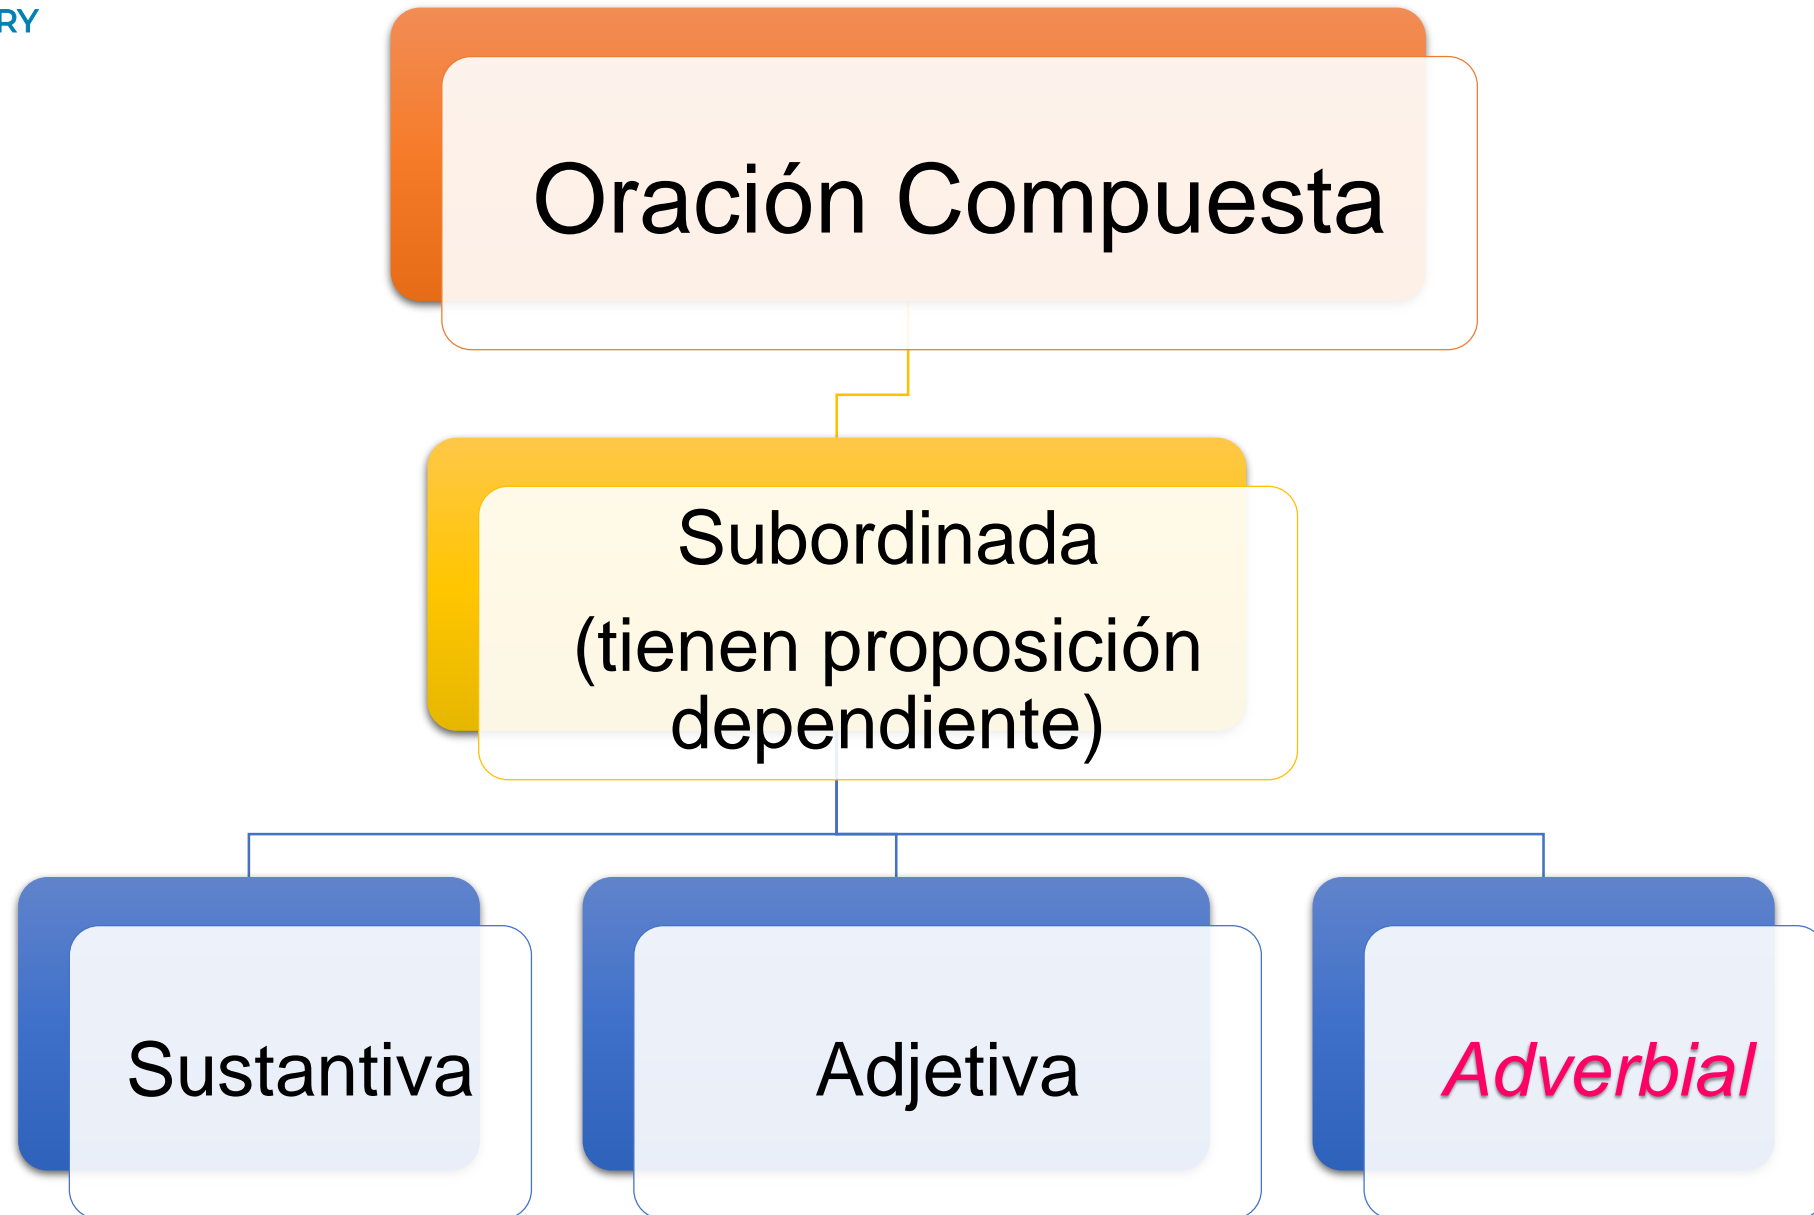 RY
Oración Compuesta
Subordinada
(tienen proposición
dependiente)
Sustantiva
Adjetiva
Adverbial